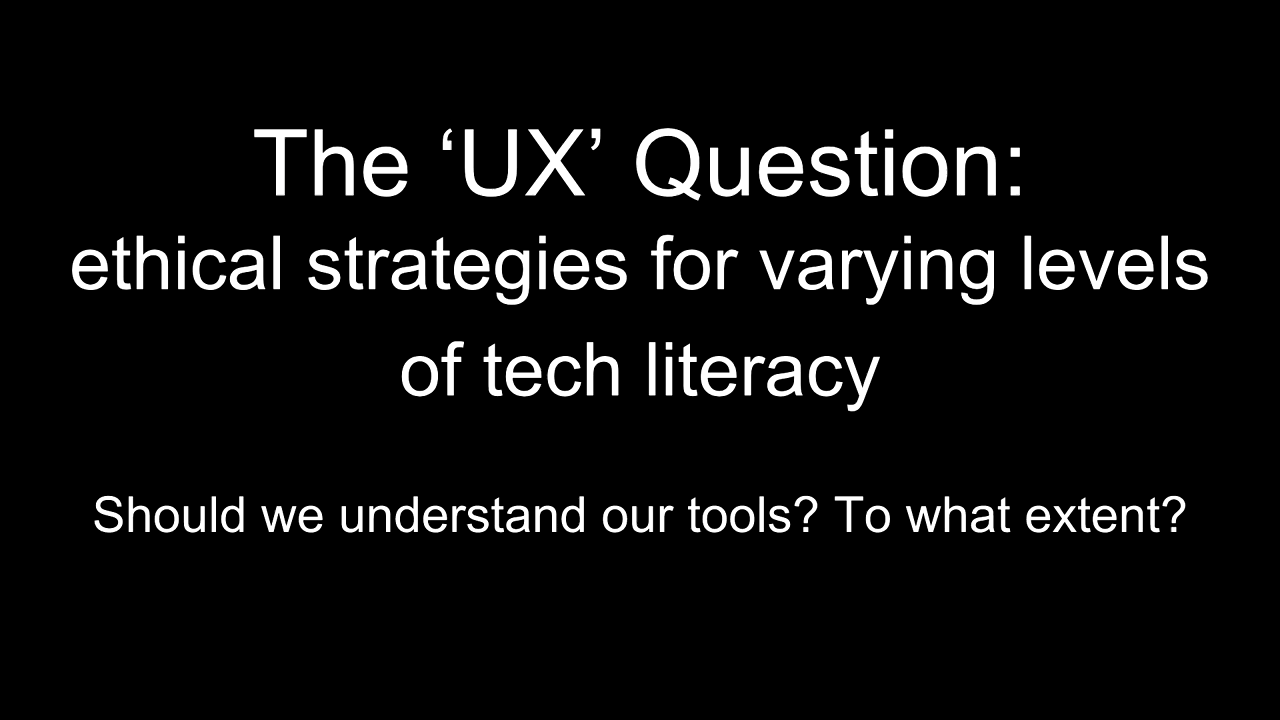 The ‘UX’ Question:
ethical strategies for varying levels
of tech literacy
Should we understand our tools? To what extent?